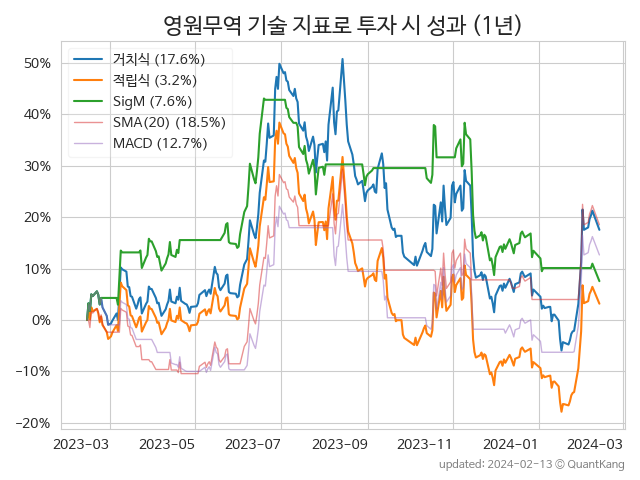 영원무역 기술 지표로 투자 시 성과 (1년)
거치식 (17.6%)
적립식 (3.2%)
SigM (7.6%)
SMA(20) (18.5%)
MACD (12.7%)
50%
40%
30%
20%
10%
0%
−10%
−20%
2023-03 2023-05 2023-07 2023-09 2023-11 2024-01 2024-03
updated: 2024-02-13 © QuantKang